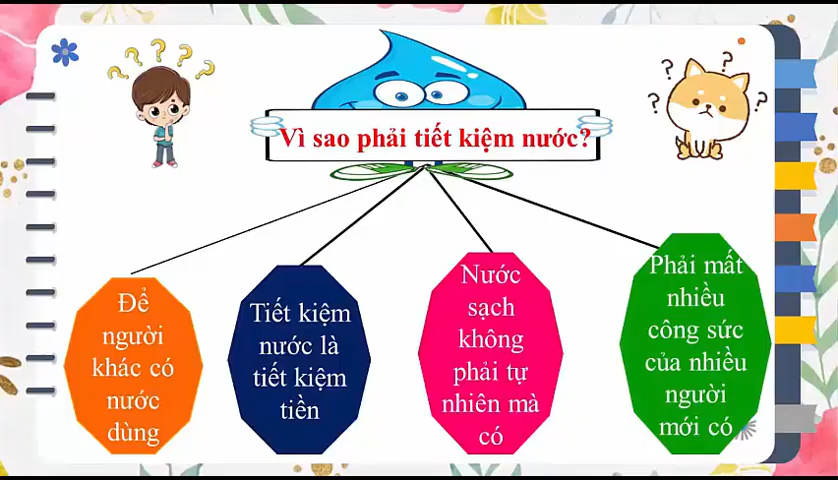 Vì sao phải tiết kiệm nước?
Để
người
khác có
nước
dùng
Tiết kiệm
nước là
tiết kiệm
tiền
Nước
sạch
không
phải tự
nhiên mà
có
Phải mất
nhiều
công sức
của nhiều
người
mới có